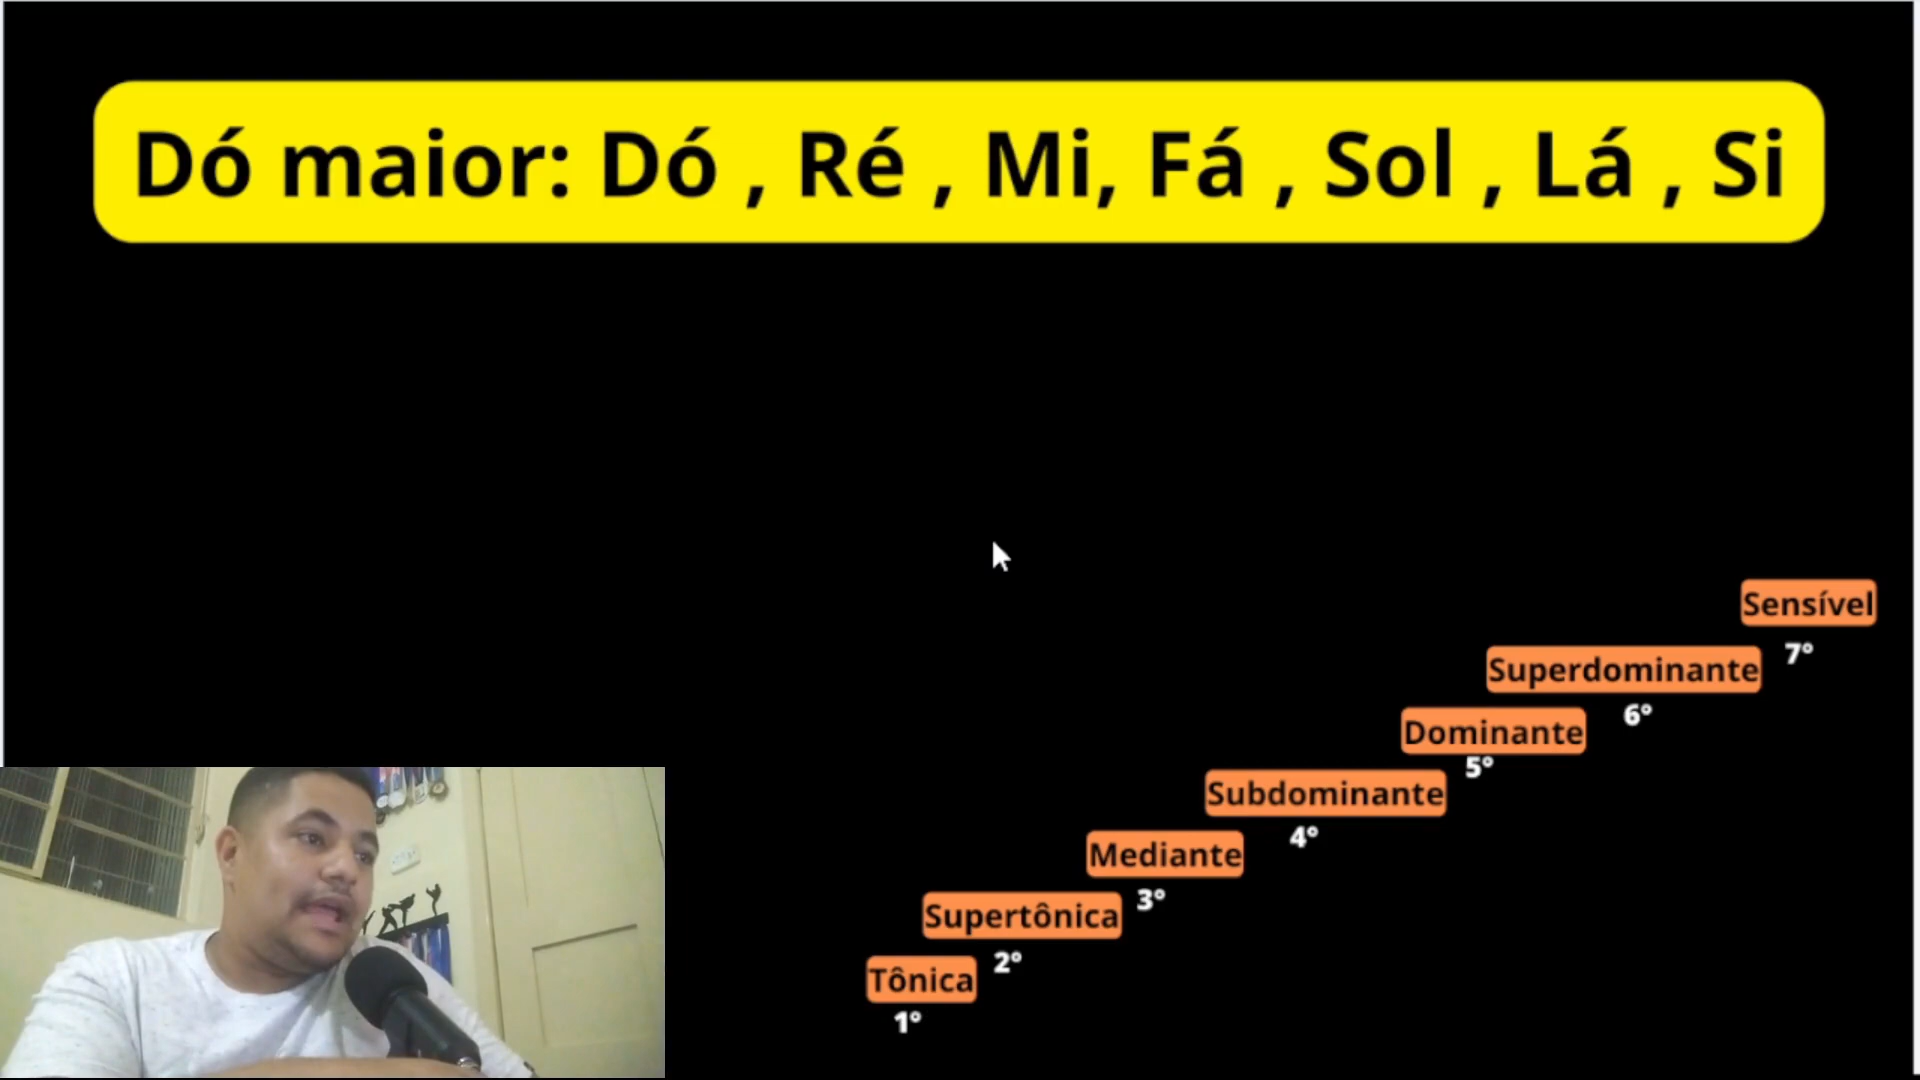 Dó maior: Dó , Ré , Mi, Fá , Sol , Lá , Si
Sensível
7°
Superdominante
6°
Dominante
5°
Subdominante
4°
Mediante
3°
Supertônica
2°
Tônica
1°